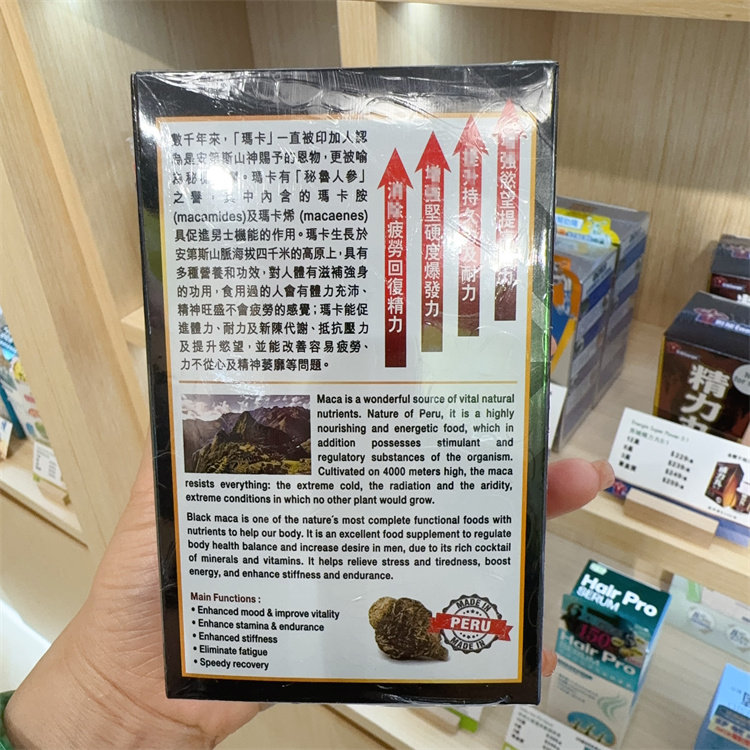 數千年來，「瑪卡」一直被印加人認
為是安第斯山神賜予的恩物，更被喻
瑪卡有「秘魯人參」
之譽，其中內含的瑪卡胺
(macamides)及瑪卡烯 (macaenes)
具促進男士機能的作用。瑪卡生長於
安第斯山脈海拔四千米的高原上，具有
多種營養和功效，對人體有滋補強身
的功用，食用過的人會有體力充沛、
精神旺盛不會疲勞的感覺；瑪卡能促
進體力、耐力及新陳代謝、抵抗壓力
及提升慾望，並能改善容易疲勞、
力不從心及精神萎靡等問題。
消除疲勞回復精力
增強堅硬度爆發力
提升持久 及耐力
增強慾望提
Maca is a wonderful source of vital natural
nutrients. Nature of Peru, it is a highly
nourishing and energetic food, which in
addition possesses stimulant and
regulatory substances of the organism.
Cultivated on 4000 meters high, the maca
resists everything: the extreme cold, the radiation and the aridity,
extreme conditions in which no other plant would grow.
Black maca is one of the nature´s most complete functional foods with
nutrients to help our body. It is an excellent food supplement to regulate
body health balance and increase desire in men, due to its rich cocktail
of minerals and vitamins. It helps relieve stress and tiredness, boost
energy, and enhance stiffness and endurance.
Main Functions :
• Enhanced mood & improve vitality
• Enhance stamina & endurance
• Enhanced stiffness
• Eliminate fatigue
• Speedy recovery
MADE IN
PERU
MADE IN
精力
Hair Pro
SERUM
150
Hair Pro